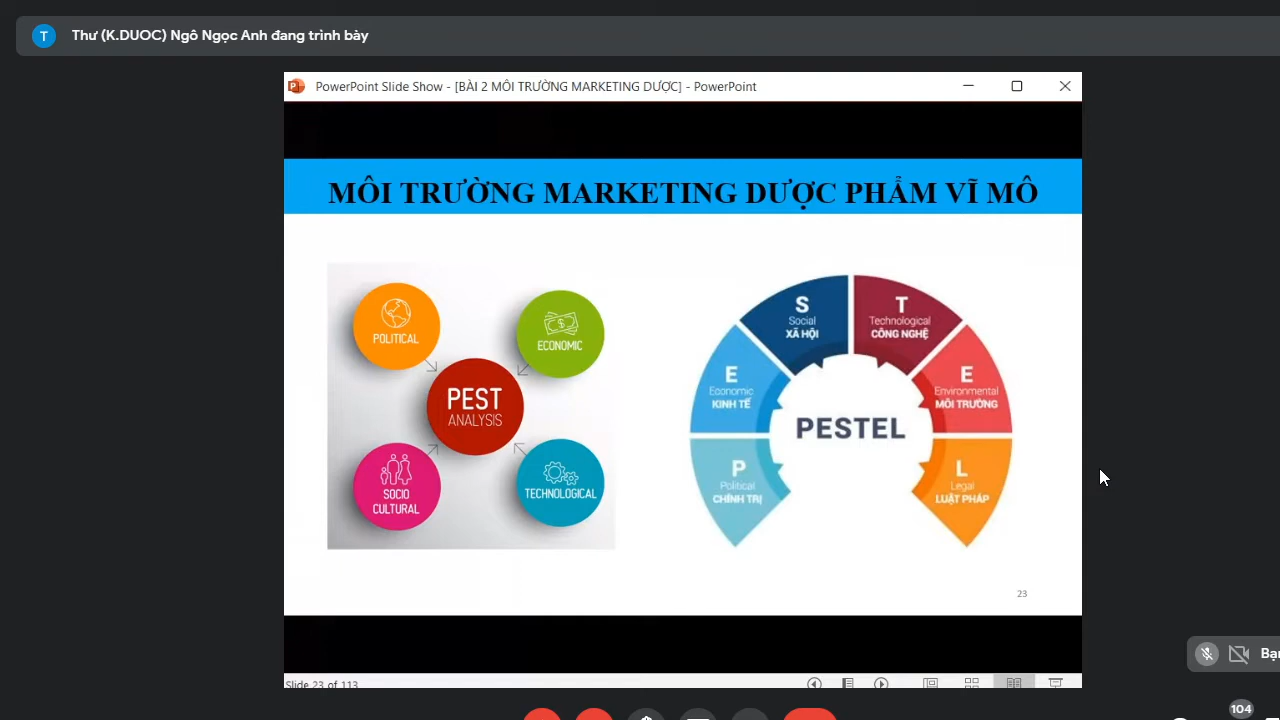 T
Thư (K.DUOC) Ngô Ngọc Anh đang trình bày
PowerPoint Slide Show - [BÀI 2 MÔI TRƯỜNG MARKETING DƯỢC] - PowerPoint
MÔI TRƯỜNG MARKETING DƯỢC PHẨM VĨ MÔ
POLITICAL
ECONOMIC
PEST
ANALYSIS
SOCIO
CULTURAL
TECHNOLOGICAL
S
Social
XÃ HỘI
T
Technological
CÔNG NGHỆ
E
Economic
KINH TẾ
E
Environmental
MÔI TRƯỜNG
PESTEL
P
Political
CHÍNH TRỊ
L
Legal
LUẬT PHÁP
23
Slide 23 of 113
104